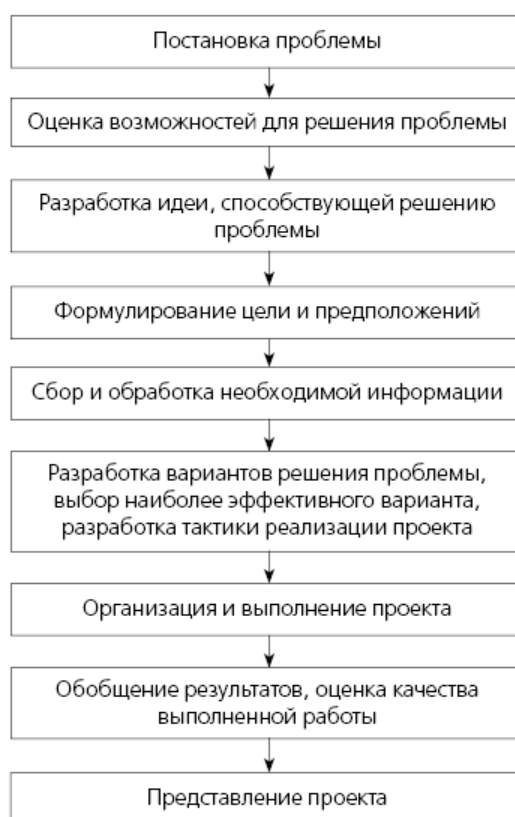 Постановка проблемы
Оценка возможностей для решения проблемы
Разработка идеи, способствующей решению
проблемы
Формулирование цели и предположений
Сбор и обработка необходимой информации
Разработка вариантов решения проблемы,
выбор наиболее эффективного варианта,
разработка тактики реализации проекта
Организация и выполнение проекта
Обобщение результатов, оценка качества
выполненной работы
Представление проекта